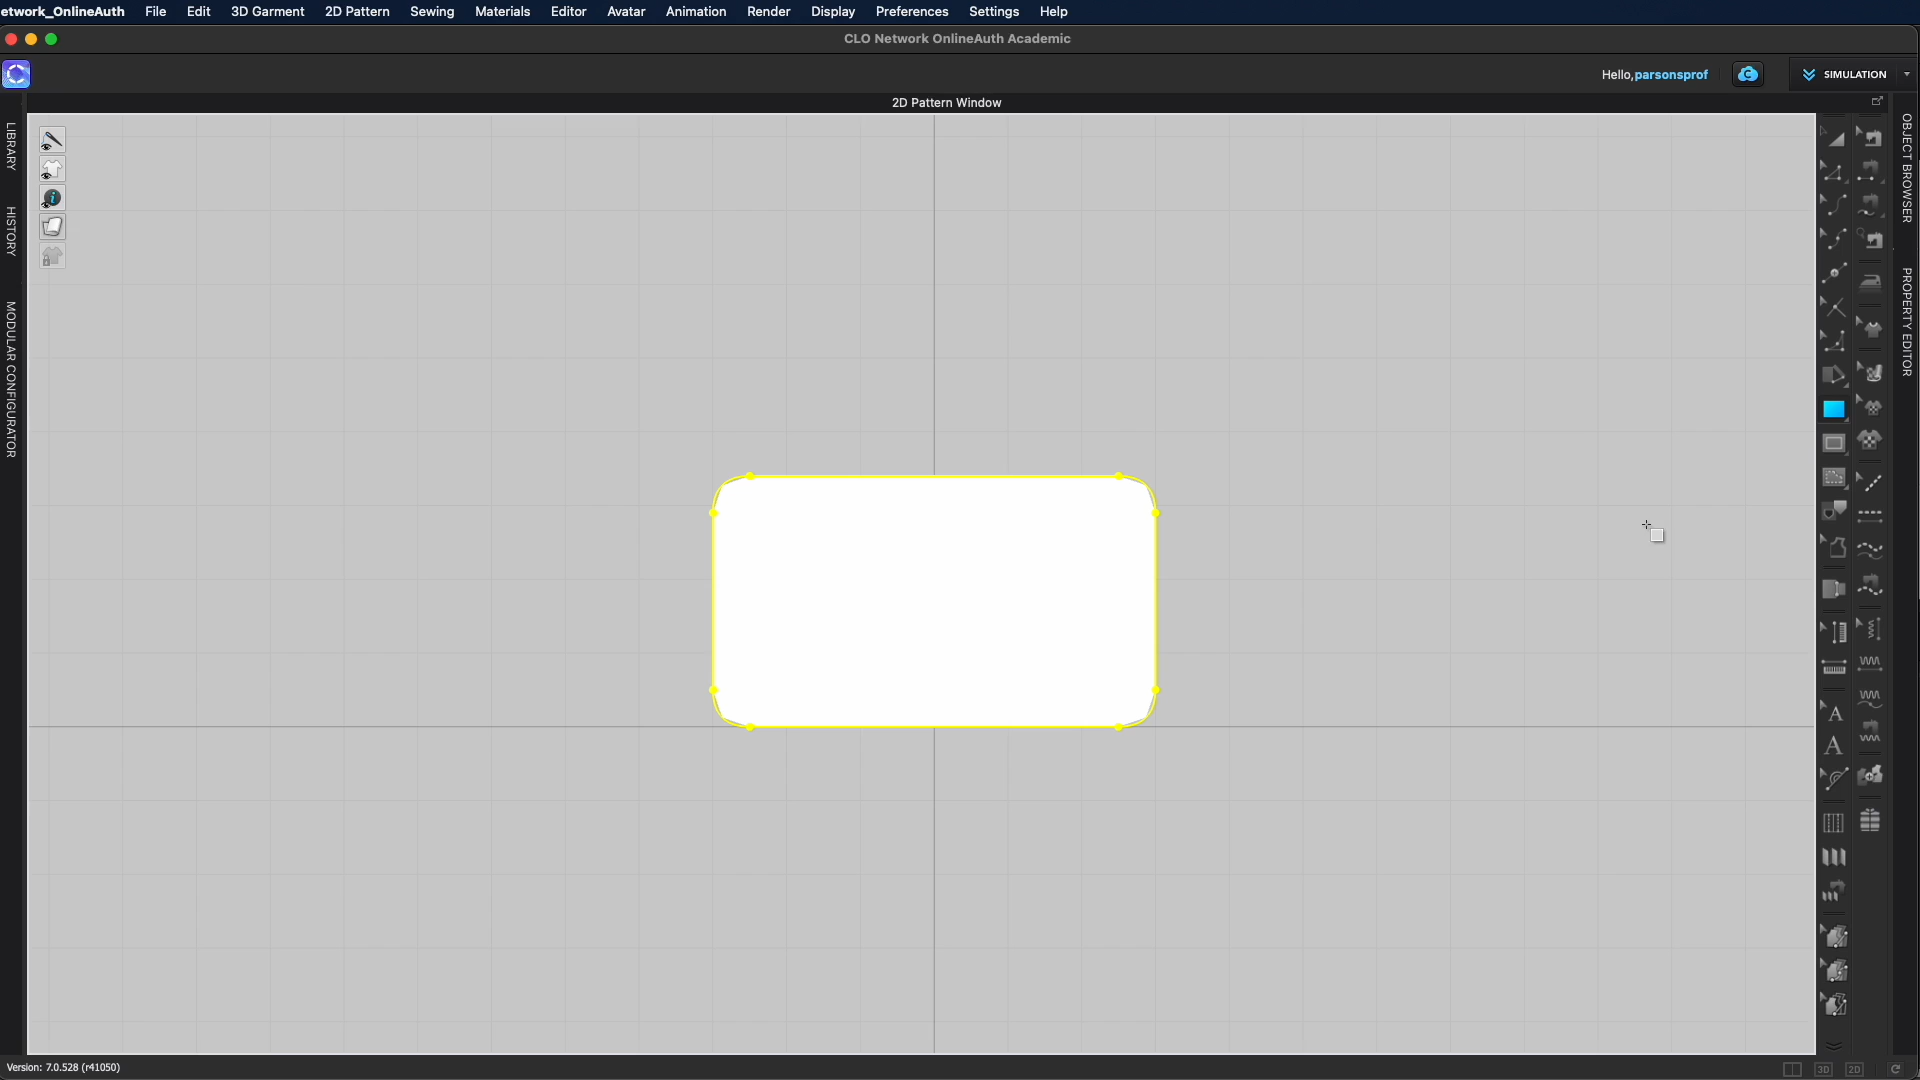 etwork_OnlineAuth File Edit 3D Garment 2D Pattern Sewing Materials Editor Avatar Animation Render Display Preferences Settings Help
CLO Network OnlineAuth Academic
Hello,parsonsprof
SIMULATION
2D Pattern Window
LIBRARY
HISTORY
MODULAR CONFIGURATOR
OBJECT BROWSER
PROPERTY EDITOR
A
A
Version: 7.0.528 (r41050)
3D 2D